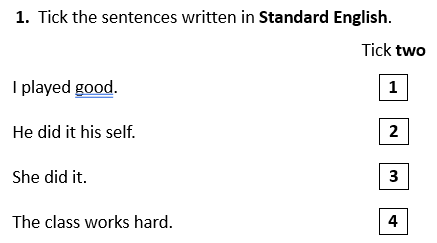 1. Tick the sentences written in Standard English.
Tick two
I played good. 1
He did it his self. 2
She did it. 3
The class works hard. 4